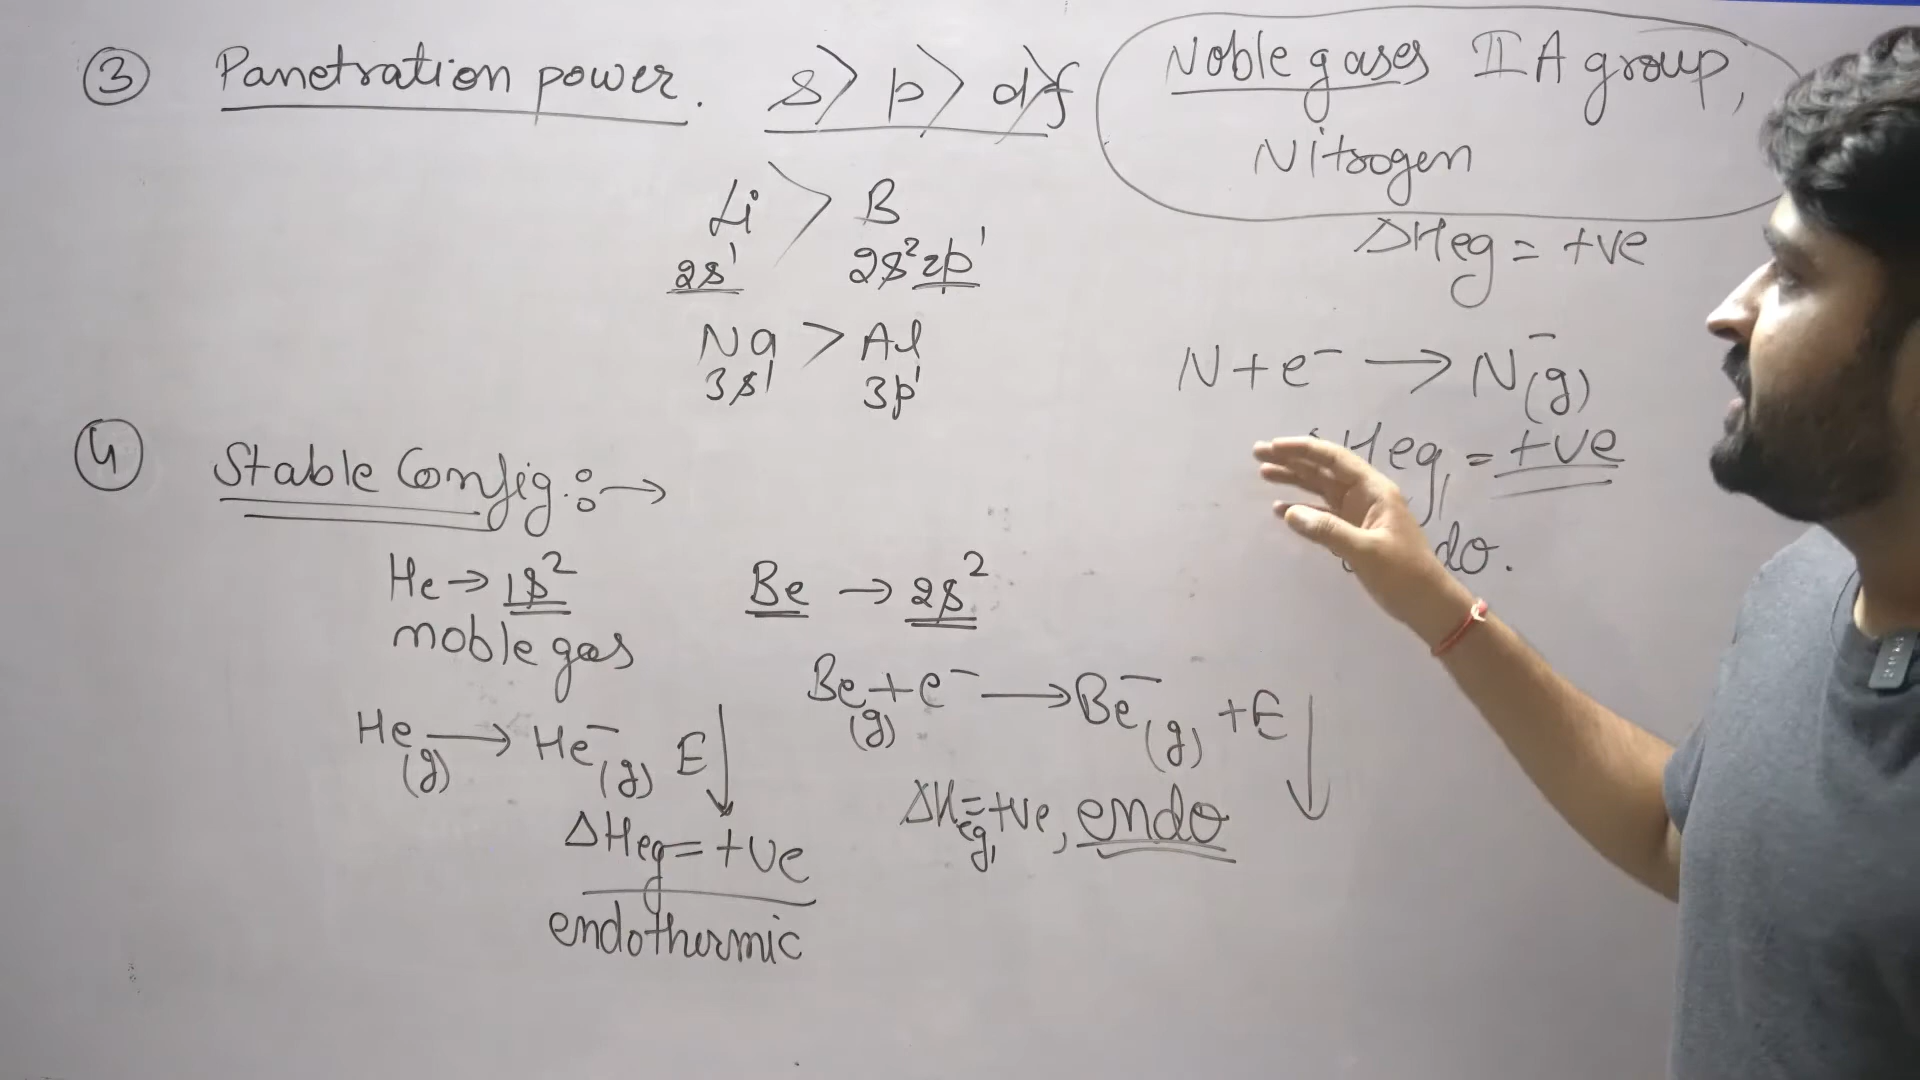 ③ Panetration power. s > p > d > f
Li > B
2s¹ 2s² 2p¹
Na > Al
3s¹ 3p¹
④ Stable Config.:→
He → 1s²
noble gas
He(g) → He⁻(g) E↓
ΔHeg = +ve
endothermic
Be → 2s²
Be(g) + e⁻ → Be⁻(g) + E↓
ΔHeg₁ = +ve, endo
Noble gases II A group,
Nitrogen
ΔHeg = +ve
N + e⁻ → N⁻(g)
Heg₁ = +ve
do.